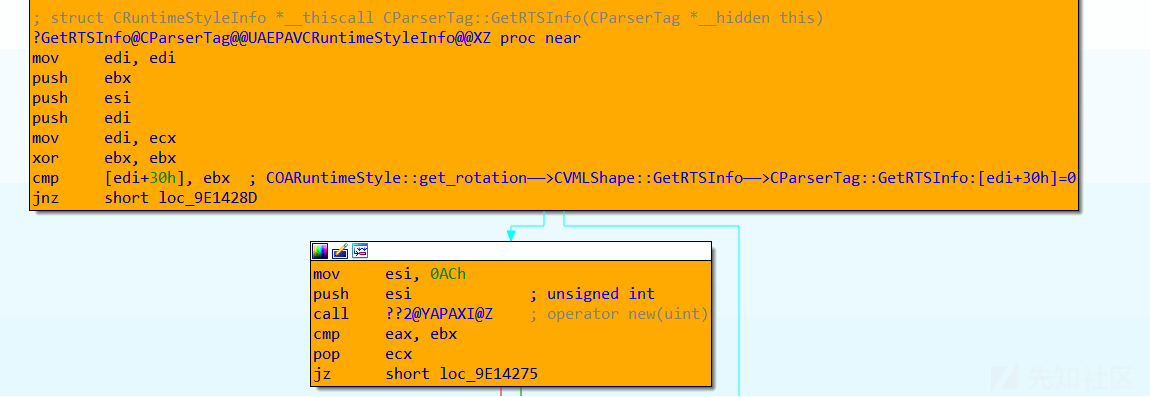 ; struct CRuntimeStyleInfo *__thiscall CParserTag::GetRTSInfo(CParserTag *__hidden this)
?GetRTSInfo@CParserTag@@UAEPAVCRuntimeStyleInfo@@XZ proc near
mov edi, edi
push ebx
push esi
push edi
mov edi, ecx
xor ebx, ebx
cmp [edi+30h], ebx ; COARuntimeStyle::get_rotation——>CVMLShape::GetRTSInfo——>CParserTag::GetRTSInfo:[edi+30h]=0
jnz short loc_9E1428D
mov esi, 0ACh
push esi ; unsigned int
call ??2@YAPAXI@Z ; operator new(uint)
cmp eax, ebx
pop ecx
jz short loc_9E14275
先知社区